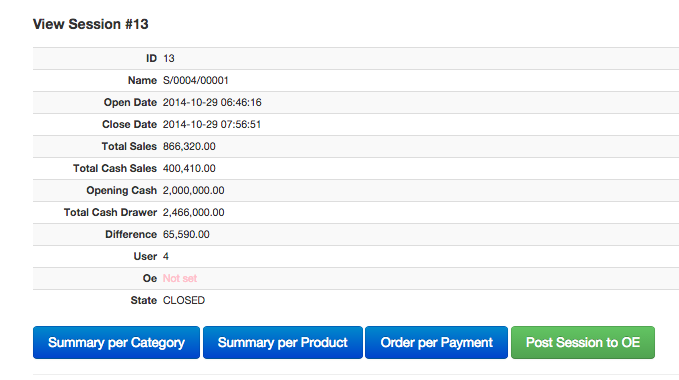 View Session #13
ID 13
Name S/0004/00001
Open Date 2014-10-29 06:46:16
Close Date 2014-10-29 07:56:51
Total Sales 866,320.00
Total Cash Sales 400,410.00
Opening Cash 2,000,000.00
Total Cash Drawer 2,466,000.00
Difference 65,590.00
User 4
Oe Not set
State CLOSED
Summary per Category Summary per Product Order per Payment Post Session to OE